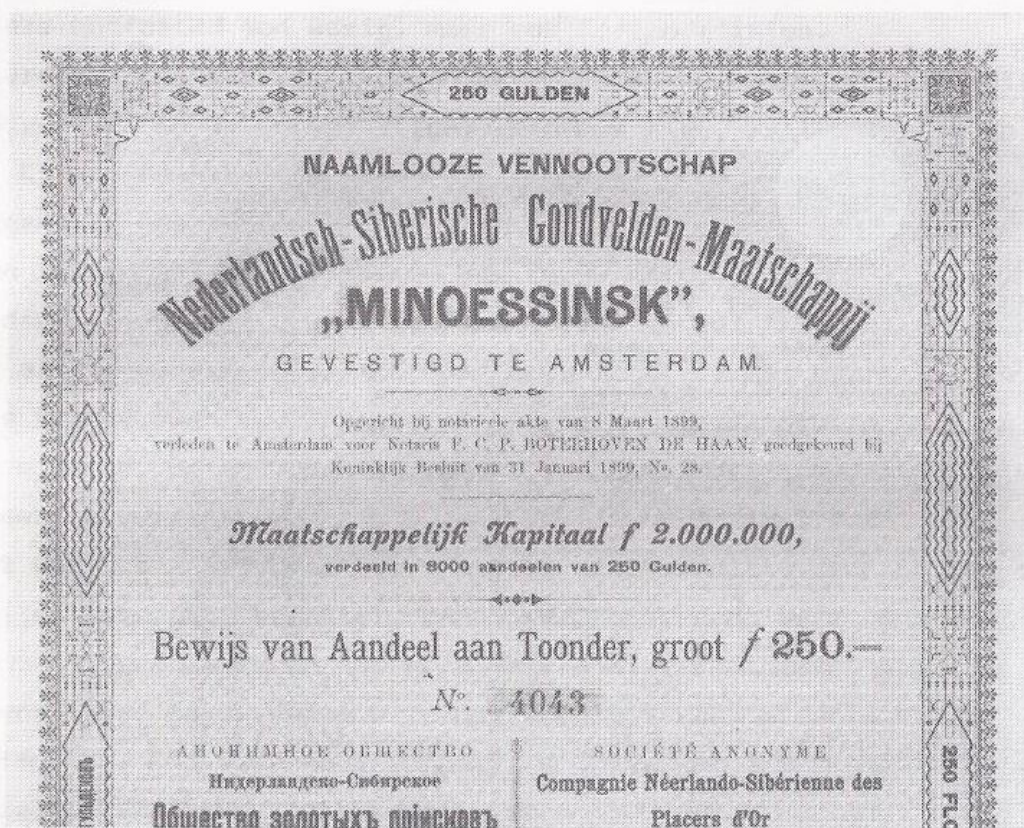 250 GULDEN
NAAMLOOZE VENNOOTSCHAP
Nederlandsch-Siberische Goudvelden-Maatschappij
„MINOESSINSK”,
GEVESTIGD TE AMSTERDAM.
Opgericht bij notarieele akte van 8 Maart 1899,
verleden te Amsterdam voor Notaris F. C. P. BOTERHOVEN DE HAAN, goedgekeurd bij
Koninklijk Besluit van 31 Januari 1899, No. 28.
Maatschappelijk Kapitaal f 2.000.000,
verdeeld in 8000 aandeelen van 250 Gulden.
Bewijs van Aandeel aan Toonder, groot f 250.—
No. 4043
АНОНИМНОЕ ОБЩЕСТВО
Нидерландско-Сибирское
Общество золотыхъ приисковъ
SOCIÉTÉ ANONYME
Compagnie Néerlando-Sibérienne des
Placers d'Or
250 FLO